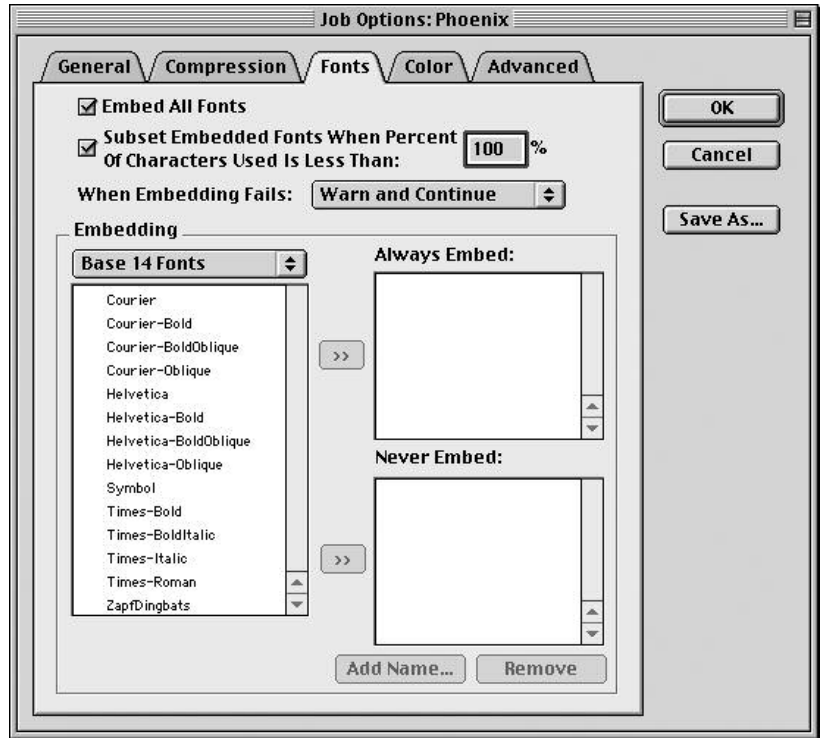 Job Options: Phoenix
General
Compression
Fonts
Color
Advanced
Embed All Fonts
Subset Embedded Fonts When Percent
Of Characters Used Is Less Than:
100 %
When Embedding Fails: Warn and Continue
OK
Cancel
Save As...
Embedding
Base 14 Fonts
Courier
Courier-Bold
Courier-BoldOblique
Courier-Oblique
Helvetica
Helvetica-Bold
Helvetica-BoldOblique
Helvetica-Oblique
Symbol
Times-Bold
Times-BoldItalic
Times-Italic
Times-Roman
ZapfDingbats
Always Embed:
>>
Never Embed:
>>
Add Name...
Remove